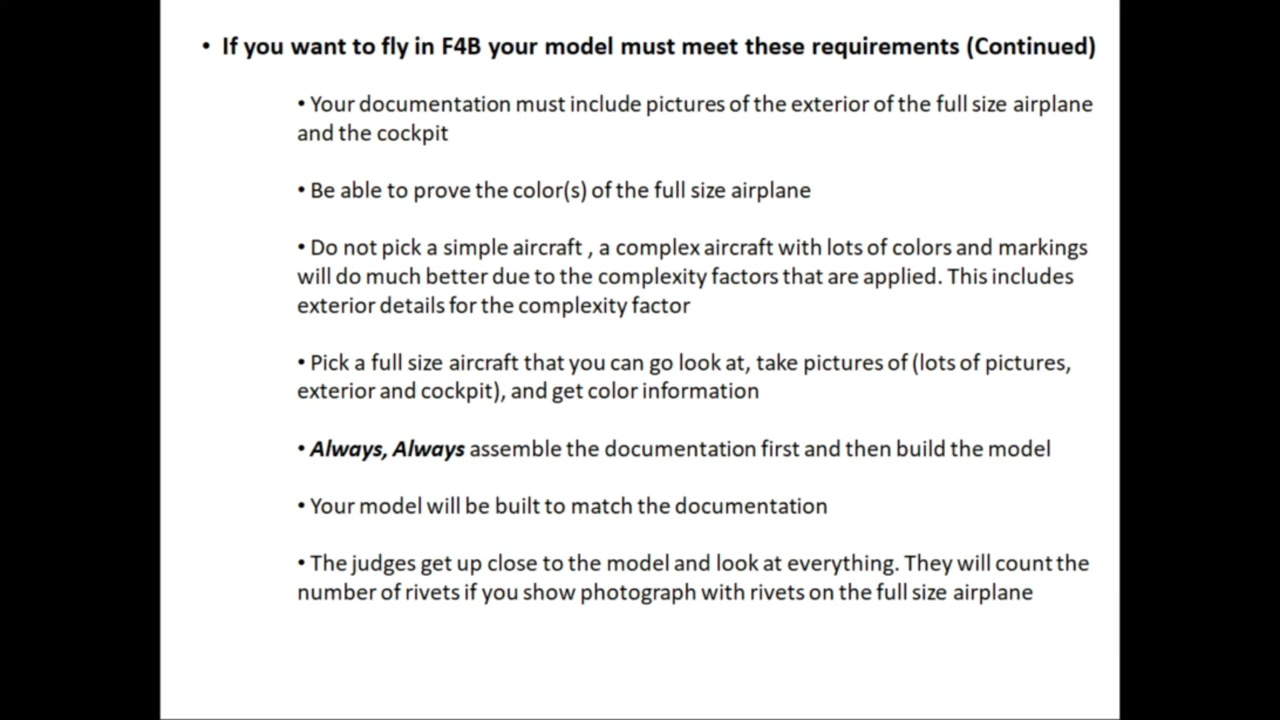 • If you want to fly in F4B your model must meet these requirements (Continued)
• Your documentation must include pictures of the exterior of the full size airplane
and the cockpit
• Be able to prove the color(s) of the full size airplane
• Do not pick a simple aircraft , a complex aircraft with lots of colors and markings
will do much better due to the complexity factors that are applied. This includes
exterior details for the complexity factor
• Pick a full size aircraft that you can go look at, take pictures of (lots of pictures,
exterior and cockpit), and get color information
• Always, Always assemble the documentation first and then build the model
• Your model will be built to match the documentation
• The judges get up close to the model and look at everything. They will count the
number of rivets if you show photograph with rivets on the full size airplane